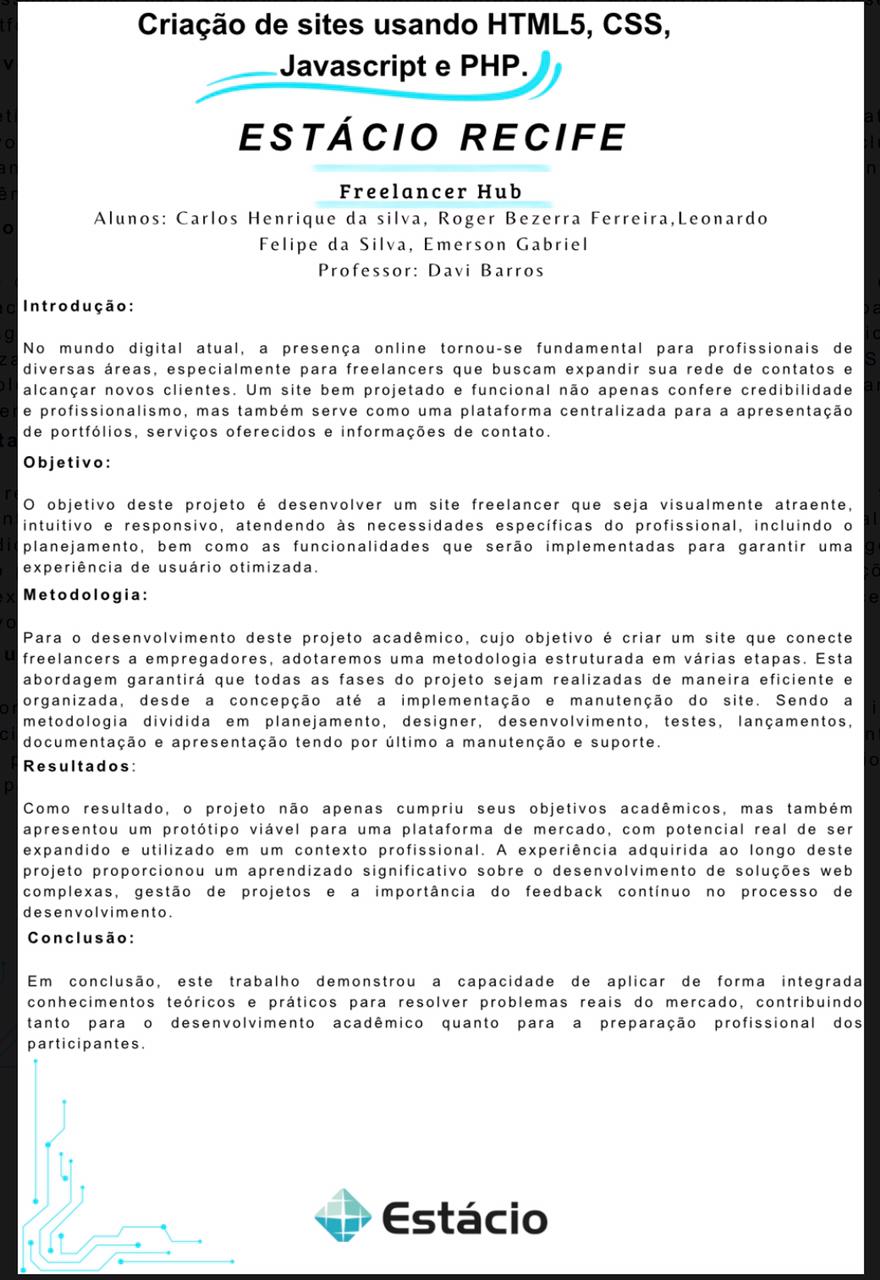 Criação de sites usando HTML5, CSS,
Javascript e PHP.
ESTÁCIO RECIFE
Freelancer Hub
Alunos: Carlos Henrique da silva, Roger Bezerra Ferreira,Leonardo
Felipe da Silva, Emerson Gabriel
Professor: Davi Barros
Introdução:
No mundo digital atual, a presença online tornou-se fundamental para profissionais de
diversas áreas, especialmente para freelancers que buscam expandir sua rede de contatos e
alcançar novos clientes. Um site bem projetado e funcional não apenas confere credibilidade
e profissionalismo, mas também serve como uma plataforma centralizada para a apresentação
de portfólios, serviços oferecidos e informações de contato.
Objetivo:
O objetivo deste projeto é desenvolver um site freelancer que seja visualmente atraente,
intuitivo e responsivo, atendendo às necessidades específicas do profissional, incluindo o
planejamento, bem como as funcionalidades que serão implementadas para garantir uma
experiência de usuário otimizada.
Metodologia:
Para o desenvolvimento deste projeto acadêmico, cujo objetivo é criar um site que conecte
freelancers a empregadores, adotaremos uma metodologia estruturada em várias etapas. Esta
abordagem garantirá que todas as fases do projeto sejam realizadas de maneira eficiente e
organizada, desde a concepção até a implementação e manutenção do site. Sendo a
metodologia dividida em planejamento, designer, desenvolvimento, testes, lançamentos,
documentação e apresentação tendo por último a manutenção e suporte.
Resultados:
Como resultado, o projeto não apenas cumpriu seus objetivos acadêmicos, mas também
apresentou um protótipo viável para uma plataforma de mercado, com potencial real de ser
expandido e utilizado em um contexto profissional. A experiência adquirida ao longo deste
projeto proporcionou um aprendizado significativo sobre o desenvolvimento de soluções web
complexas, gestão de projetos e a importância do feedback contínuo no processo de
desenvolvimento.
Conclusão:
Em conclusão, este trabalho demonstrou a capacidade de aplicar de forma integrada
conhecimentos teóricos e práticos para resolver problemas reais do mercado, contribuindo
tanto para o desenvolvimento acadêmico quanto para a preparação profissional dos
participantes.
Estácio